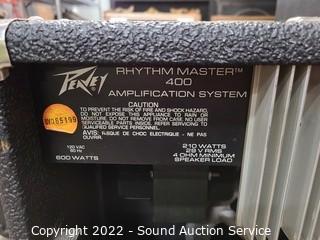 PEAVEY
RHYTHM MASTER™
400
AMPLIFICATION SYSTEM
CAUTION
TO PREVENT THE RISK OF FIRE AND SHOCK HAZARD,
DO NOT EXPOSE THIS APPLIANCE TO RAIN OR
MOISTURE. DO NOT REMOVE FROM CASE. NO USER
SERVICEABLE PARTS INSIDE. REFER SERVICING TO
QUALIFIED SERVICE PERSONNEL.
AVIS: RISQUE DE CHOC ELECTRIQUE - NE PAS
OUVRIR.
120 VAC
60 Hz
600 WATTS
210 WATTS
29 V RMS
4 OHM MINIMUM
SPEAKER LOAD
Copyright 2022 - Sound Auction Service